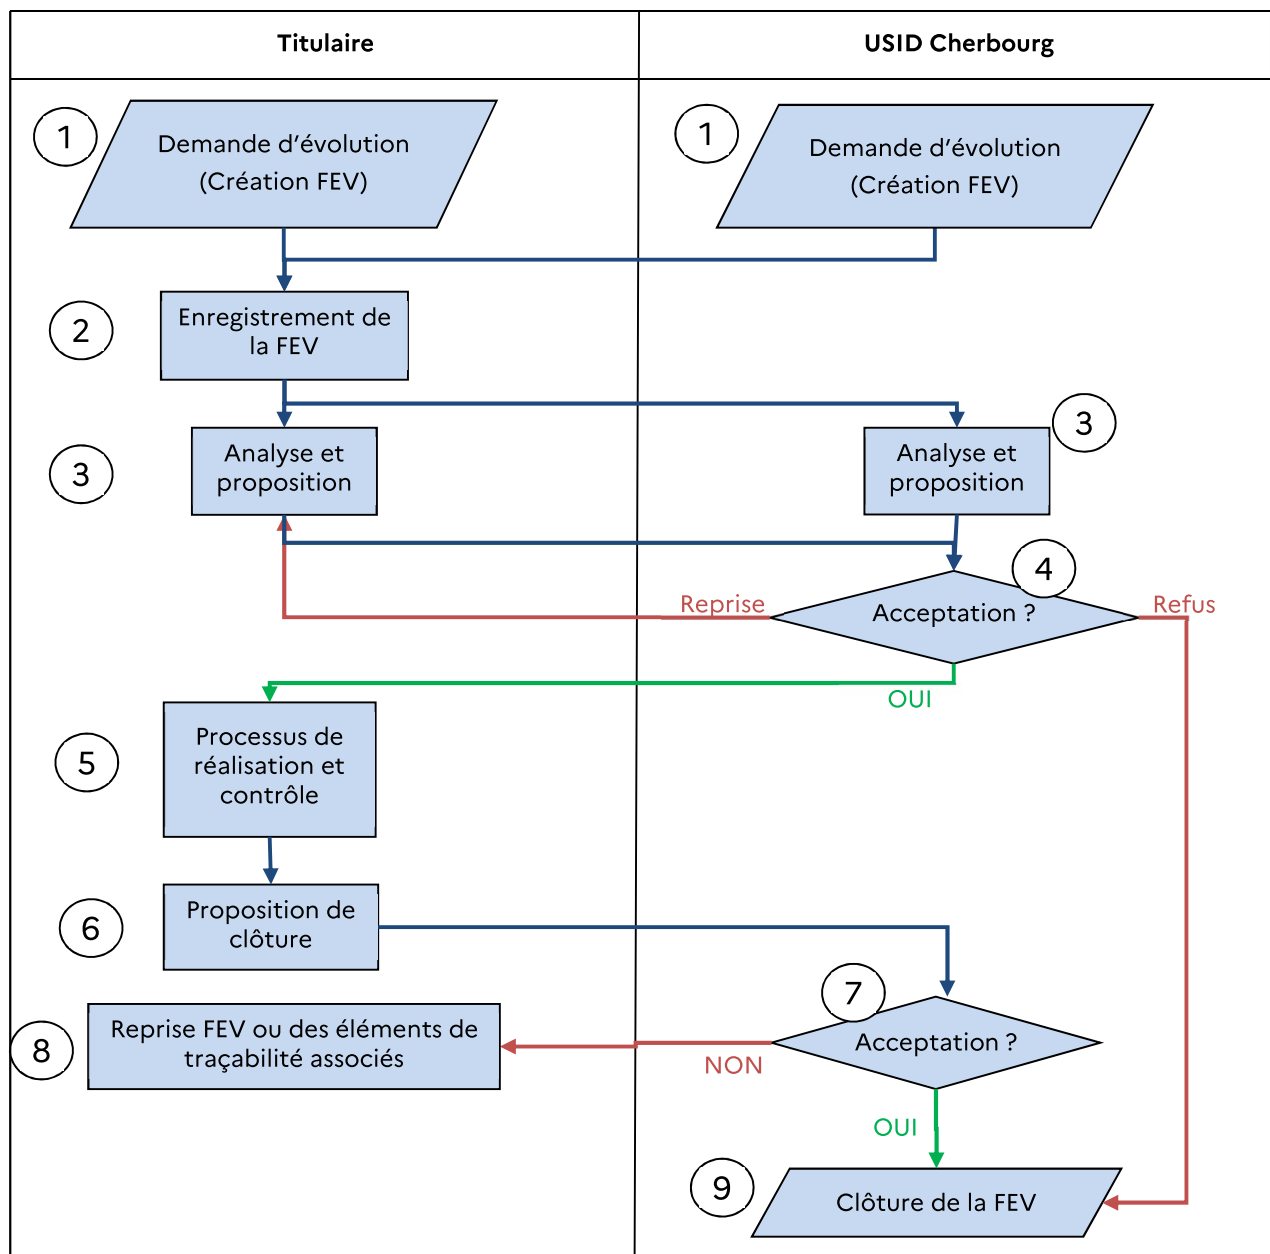 Titulaire
USID Cherbourg
1
Demande d'évolution
(Création FEV)
1
Demande d'évolution
(Création FEV)
2
Enregistrement de
la FEV
3
Analyse et
proposition
3
Analyse et
proposition
4
Reprise
Acceptation ?
Refus
OUI
5
Processus de
réalisation et
contrôle
6
Proposition de
clôture
7
Acceptation ?
8
Reprise FEV ou des éléments de
traçabilité associés
NON
OUI
9
Clôture de la FEV